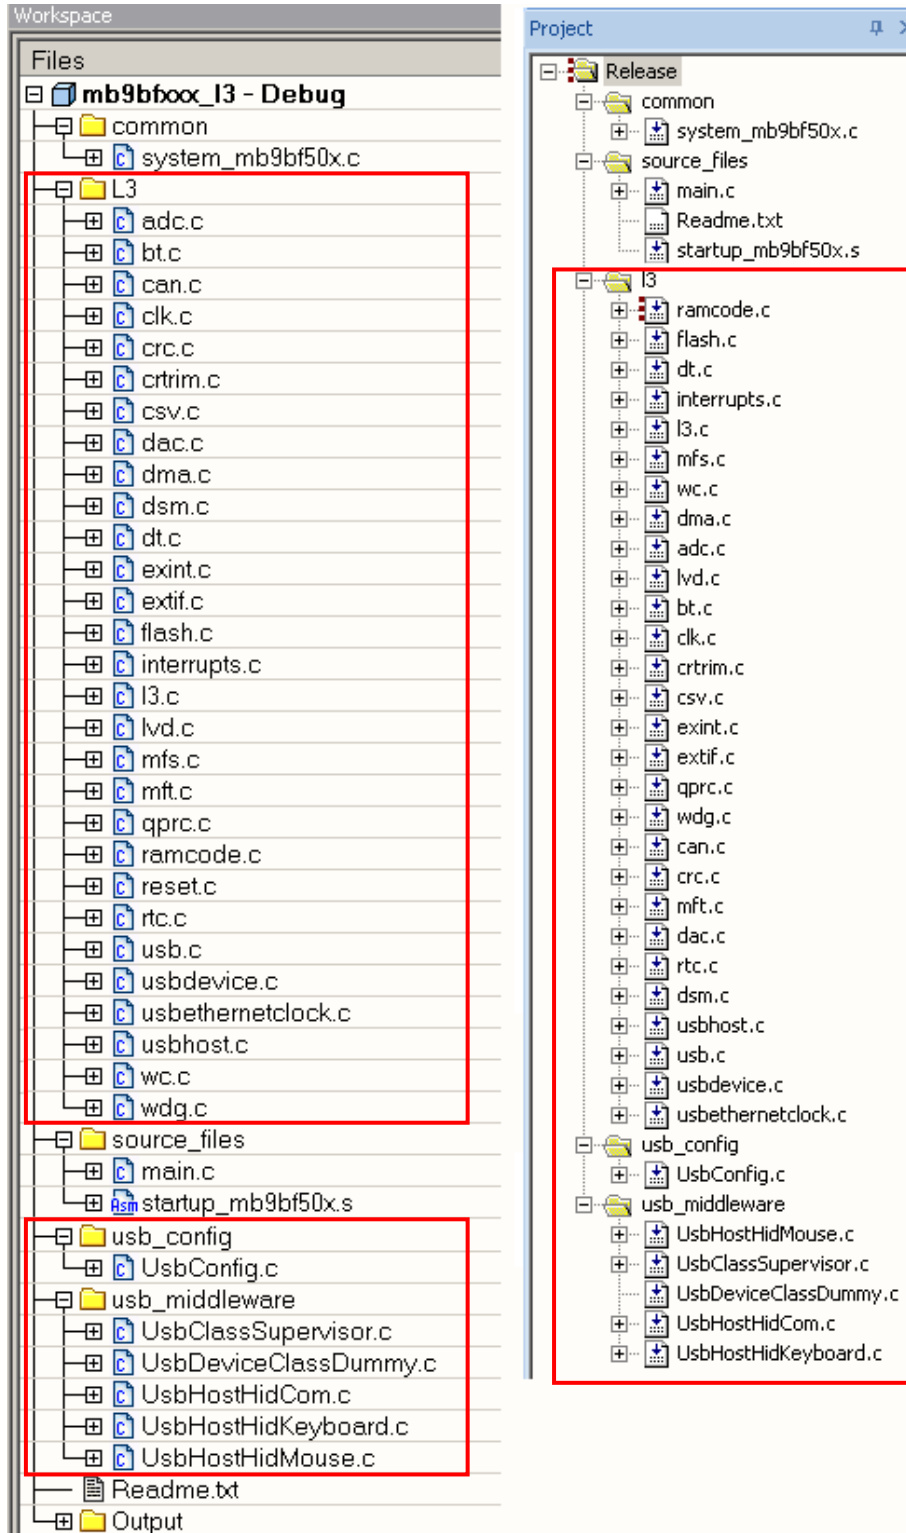 Workspace
Files
mb9bfxxx_l3 - Debug
common
system_mb9bf50x.c
L3
adc.c
bt.c
can.c
clk.c
crc.c
crtrim.c
csv.c
dac.c
dma.c
dsm.c
dt.c
exint.c
extif.c
flash.c
interrupts.c
l3.c
lvd.c
mfs.c
mft.c
qprc.c
ramcode.c
reset.c
rtc.c
usb.c
usbdevice.c
usbethernetclock.c
usbhost.c
wc.c
wdg.c
source_files
main.c
Asm startup_mb9bf50x.s
usb_config
UsbConfig.c
usb_middleware
UsbClassSupervisor.c
UsbDeviceClassDummy.c
UsbHostHidCom.c
UsbHostHidKeyboard.c
UsbHostHidMouse.c
Readme.txt
Output
Project
Release
common
system_mb9bf50x.c
source_files
main.c
Readme.txt
startup_mb9bf50x.s
l3
ramcode.c
flash.c
dt.c
interrupts.c
l3.c
mfs.c
wc.c
dma.c
adc.c
lvd.c
bt.c
clk.c
crtrim.c
csv.c
exint.c
extif.c
qprc.c
wdg.c
can.c
crc.c
mft.c
dac.c
rtc.c
dsm.c
usbhost.c
usb.c
usbdevice.c
usbethernetclock.c
usb_config
UsbConfig.c
usb_middleware
UsbHostHidMouse.c
UsbClassSupervisor.c
UsbDeviceClassDummy.c
UsbHostHidCom.c
UsbHostHidKeyboard.c